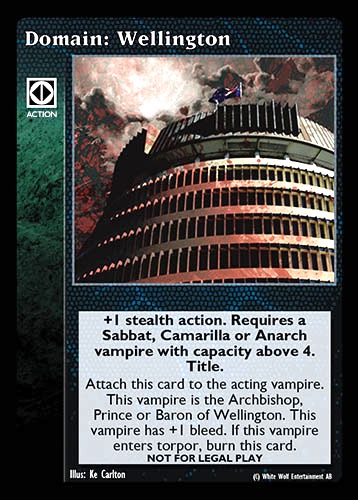 Domain: Wellington
ACTION
+1 stealth action. Requires a
Sabbat, Camarilla or Anarch
vampire with capacity above 4.
Title.
Attach this card to the acting vampire.
This vampire is the Archbishop,
Prince or Baron of Wellington. This
vampire has +1 bleed. If this vampire
enters torpor, burn this card.
NOT FOR LEGAL PLAY
Illus: Ke Carlton
(C) White Wolf Entertainment AB